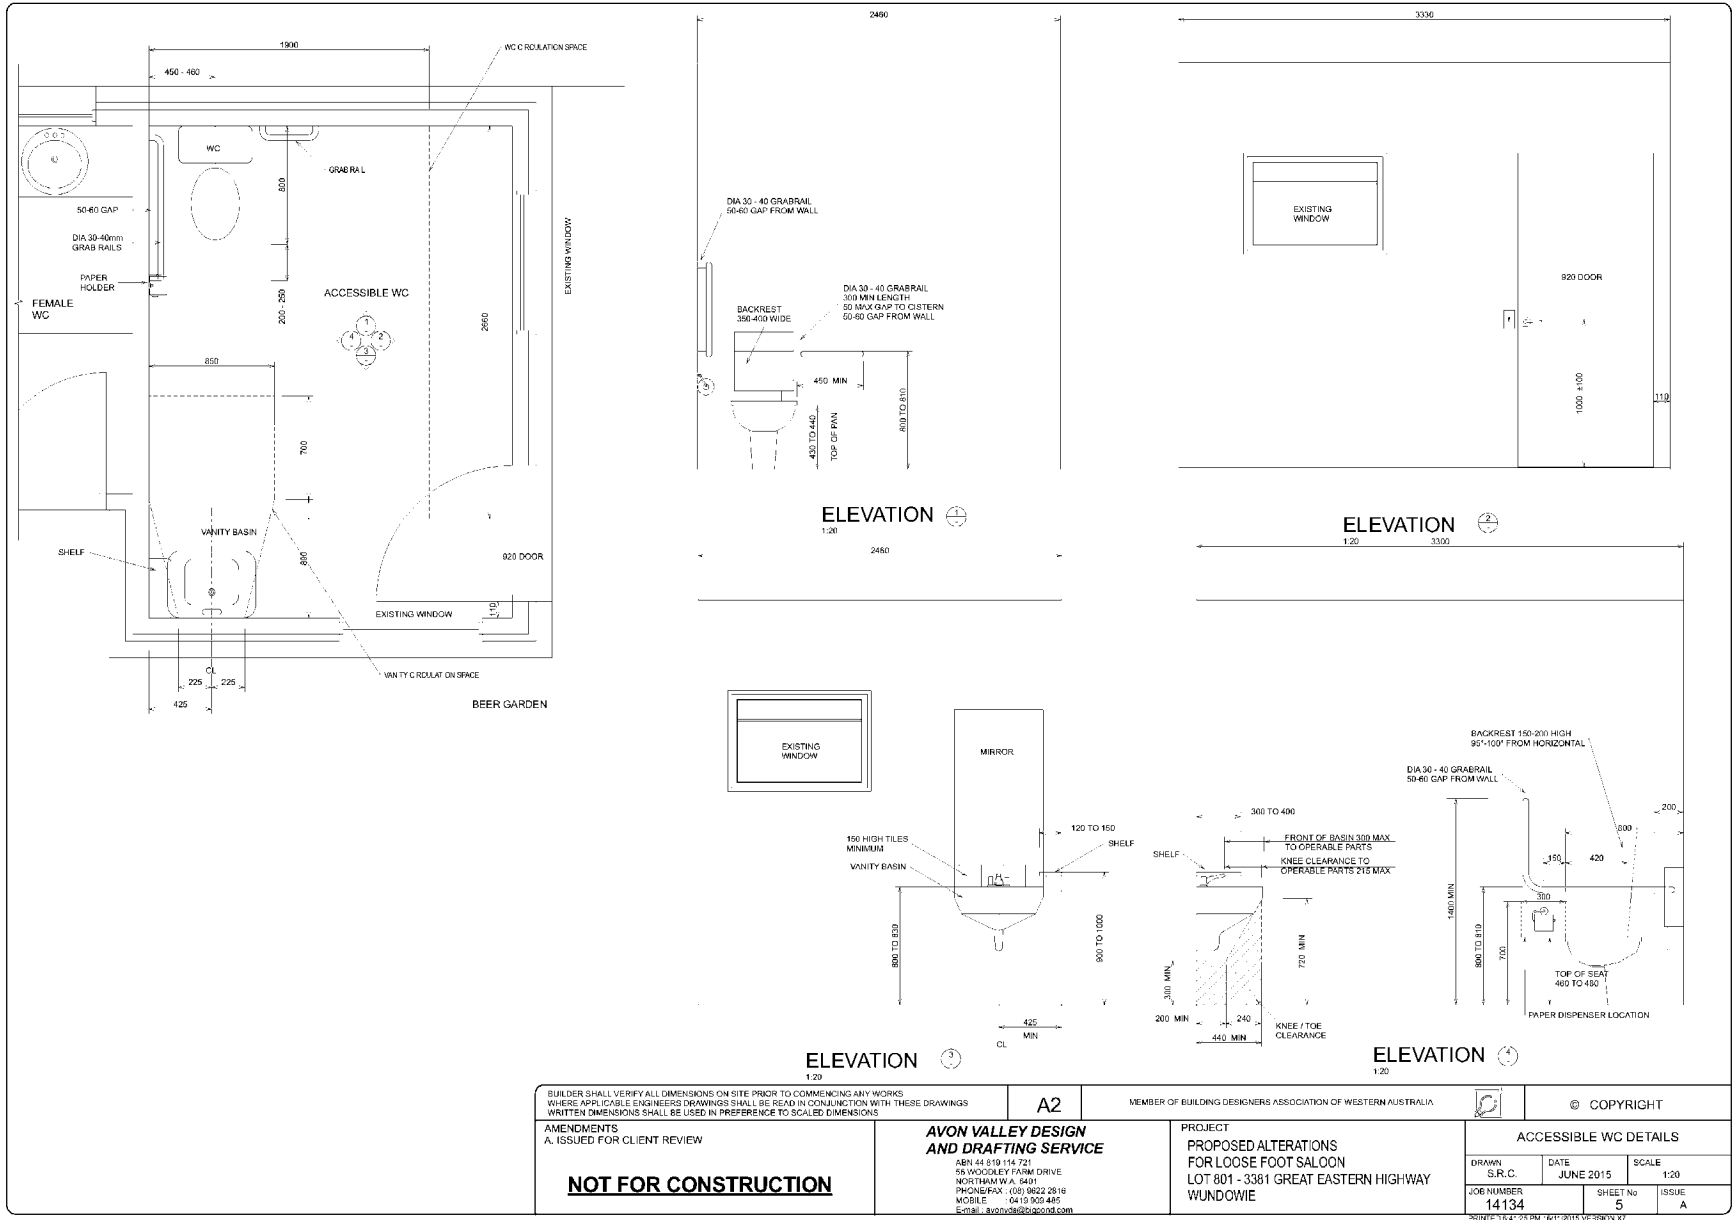 1900
WC CIRCULATION SPACE
450 - 460
WC
GRAB RAIL
800
50-60 GAP
DIA 30-40mm
GRAB RAILS
PAPER
HOLDER
FEMALE
WC
ACCESSIBLE WC
200 - 250
EXISTING WINDOW
2660
1
4
2
3
850
700
VANITY BASIN
SHELF
890
920 DOOR
EXISTING WINDOW
110
CL
225
225
425
VANITY CIRCULATION SPACE
BEER GARDEN
2460
DIA 30 - 40 GRABRAIL
50-60 GAP FROM WALL
DIA 30 - 40 GRABRAIL
300 MIN LENGTH
50 MAX GAP TO CISTERN
50-60 GAP FROM WALL
BACKREST
350-400 WIDE
450 MIN
430 TO 440
TOP OF PAN
800 TO 810
ELEVATION 1
1:20
3330
EXISTING
WINDOW
920 DOOR
1000 ±100
110
ELEVATION 2
1:20
2460
EXISTING
WINDOW
MIRROR
150 HIGH TILES
MINIMUM
VANITY BASIN
120 TO 150
SHELF
800 TO 830
900 TO 1000
425
MIN
CL
ELEVATION 3
1:20
3300
300 TO 400
FRONT OF BASIN 300 MAX
TO OPERABLE PARTS
SHELF
KNEE CLEARANCE TO
OPERABLE PARTS 215 MAX
720 MIN
300 MIN
200 MIN
240
440 MIN
KNEE / TOE
CLEARANCE
BACKREST 150-200 HIGH
95°-100° FROM HORIZONTAL
DIA 30 - 40 GRABRAIL
50-60 GAP FROM WALL
200
800
150
420
300
1400 MIN
800 TO 810
700
TOP OF SEAT
460 TO 480
PAPER DISPENSER LOCATION
ELEVATION 4
1:20
BUILDER SHALL VERIFY ALL DIMENSIONS ON SITE PRIOR TO COMMENCING ANY WORKS
WHERE APPLICABLE ENGINEERS DRAWINGS SHALL BE READ IN CONJUNCTION WITH THESE DRAWINGS
WRITTEN DIMENSIONS SHALL BE USED IN PREFERENCE TO SCALED DIMENSIONS
A2
MEMBER OF BUILDING DESIGNERS ASSOCIATION OF WESTERN AUSTRALIA
© COPYRIGHT
AMENDMENTS
A. ISSUED FOR CLIENT REVIEW
NOT FOR CONSTRUCTION
AVON VALLEY DESIGN
AND DRAFTING SERVICE
ABN 44 819 114 721
56 WOODLEY FARM DRIVE
NORTHAM W.A. 6401
PHONE/FAX : (08) 9622 2816
MOBILE : 0419 909 485
E-mail : avonvda@bigpond.com
PROJECT
PROPOSED ALTERATIONS
FOR LOOSE FOOT SALOON
LOT 801 - 3381 GREAT EASTERN HIGHWAY
WUNDOWIE
ACCESSIBLE WC DETAILS
DRAWN
S.R.C.
DATE
JUNE 2015
SCALE
1:20
JOB NUMBER
14134
SHEET No
5
ISSUE
A